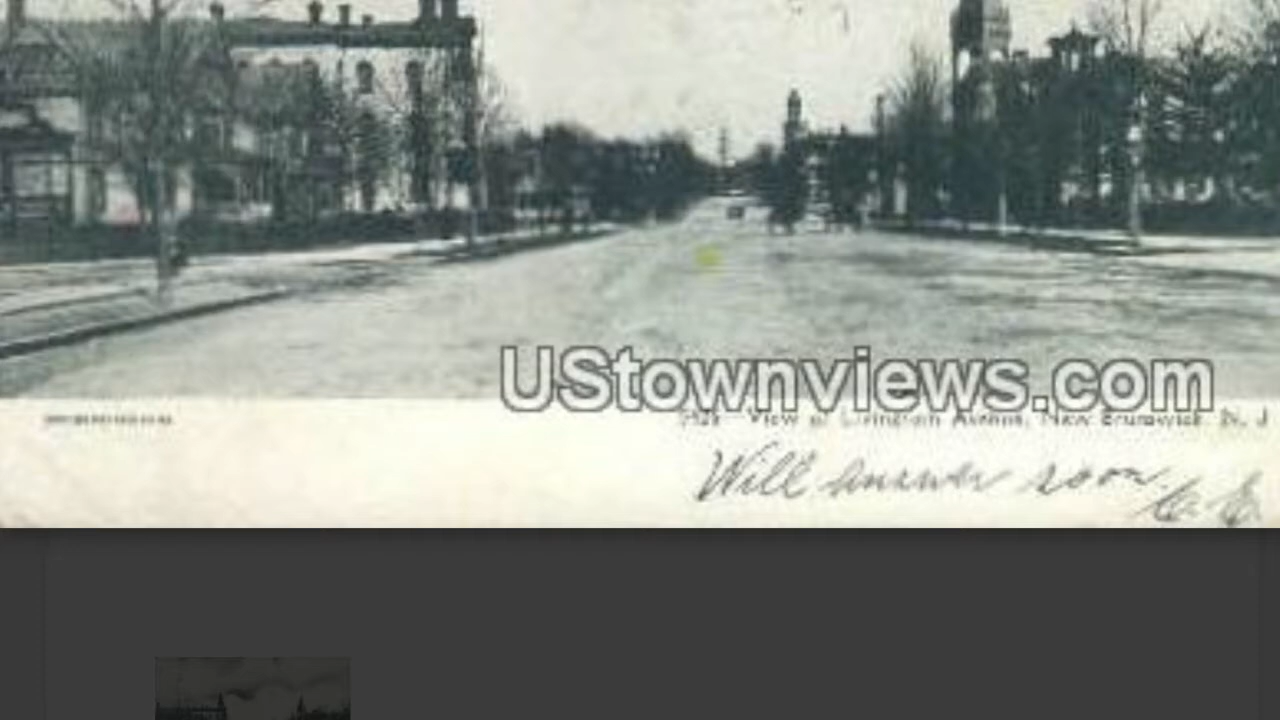 UStownviews.com
View of Livingston Avenue, New Brunswick, N. J
Will answer soon.